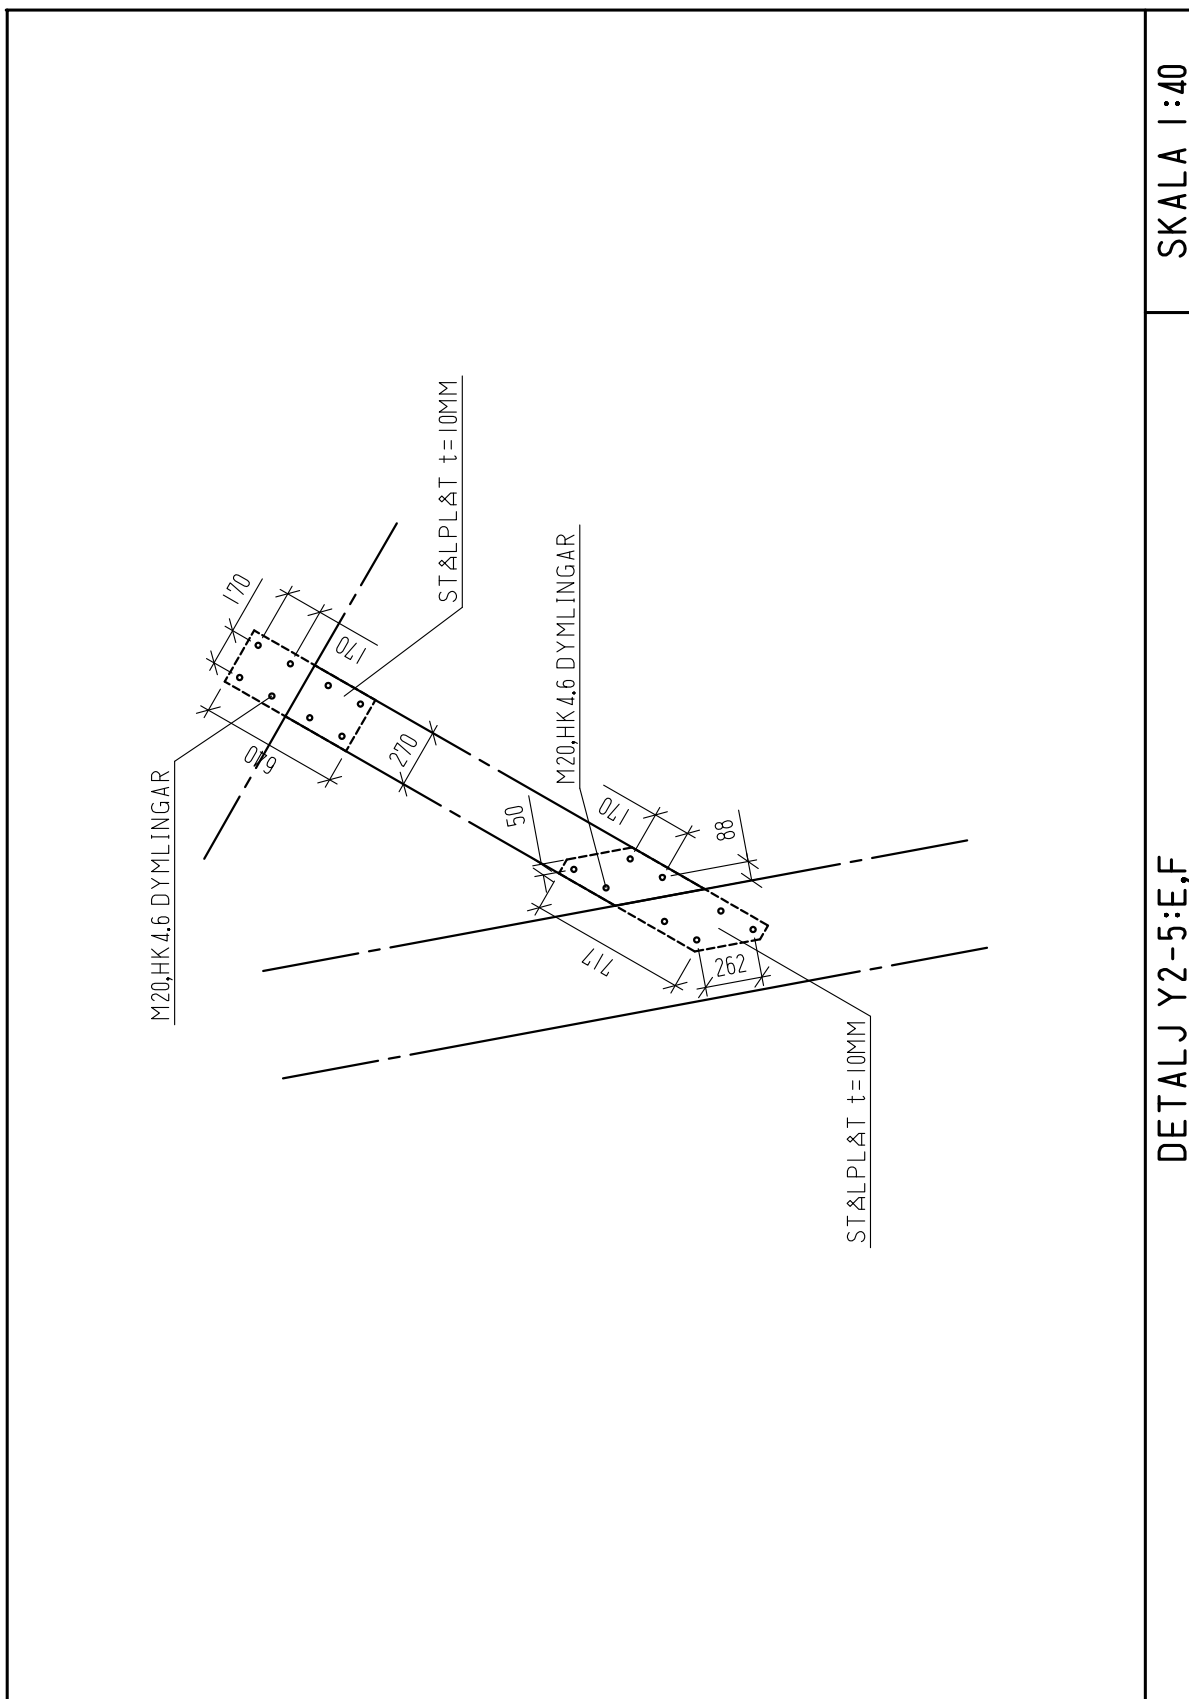 M20,HK4.6 DYMLINGAR
STÅLPLÅT t=10MM
M20,HK4.6 DYMLINGAR
STÅLPLÅT t=10MM
170
170
640
270
50
170
88
717
262
DETALJ Y2-5:E,F
SKALA 1:40